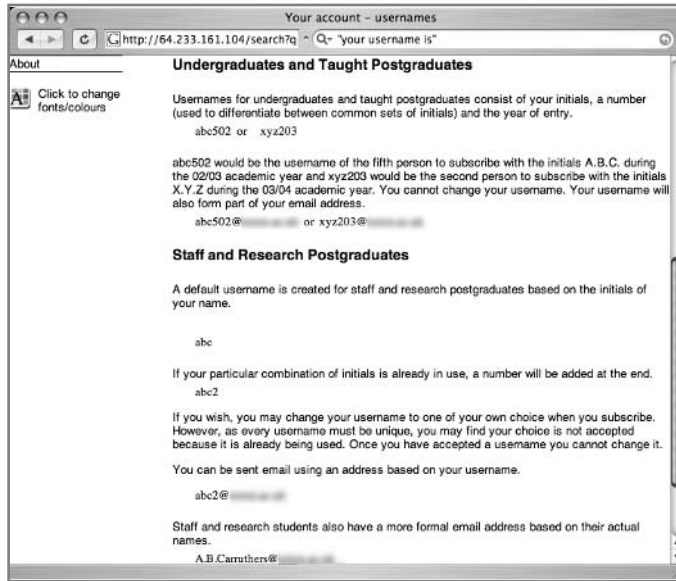 Your account – usernames
http://64.233.161.104/search?q "your username is"
About
Click to change
fonts/colours
Undergraduates and Taught Postgraduates
Usernames for undergraduates and taught postgraduates consist of your initials, a number
(used to differentiate between common sets of initials) and the year of entry.
abc502 or xyz203
abc502 would be the username of the fifth person to subscribe with the initials A.B.C. during
the 02/03 academic year and xyz203 would be the second person to subscribe with the initials
X.Y.Z during the 03/04 academic year. You cannot change your username. Your username will
also form part of your email address.
abc502@ or xyz203@
Staff and Research Postgraduates
A default username is created for staff and research postgraduates based on the initials of
your name.
abc
If your particular combination of initials is already in use, a number will be added at the end.
abc2
If you wish, you may change your username to one of your own choice when you subscribe.
However, as every username must be unique, you may find your choice is not accepted
because it is already being used. Once you have accepted a username you cannot change it.
You can be sent email using an address based on your username.
abc2@
Staff and research students also have a more formal email address based on their actual
names.
A.B.Carruthers@